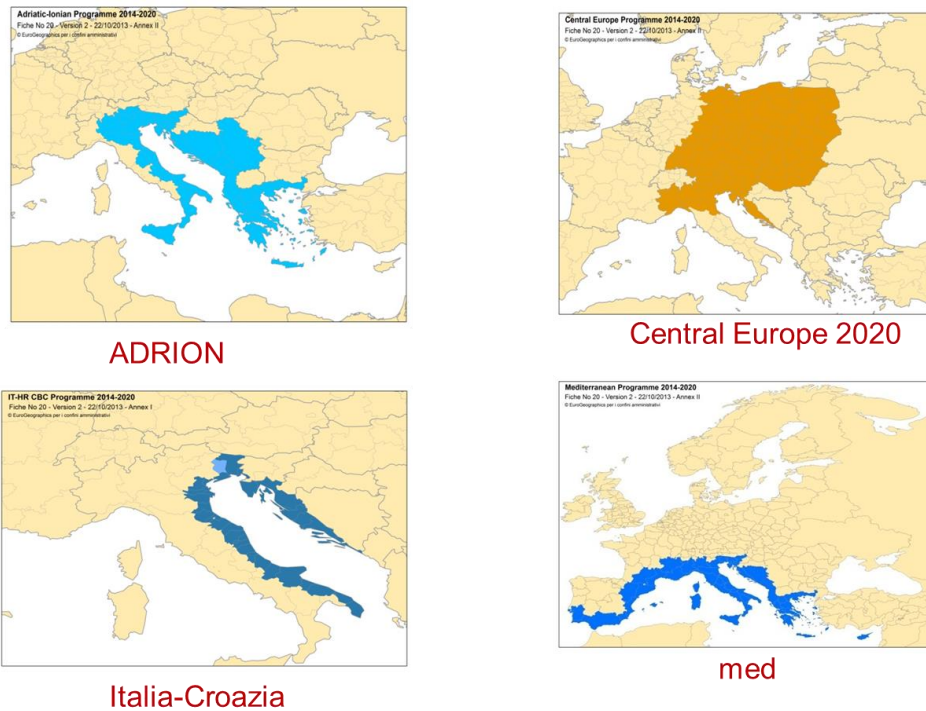 Adriatic-Ionian Programme 2014-2020
Fiche No 20 - Version 2 - 22/10/2013 - Annex II
© EuroGeographics per i confini amministrativi
ADRION
Central Europe Programme 2014-2020
Fiche No 20 - Version 2 - 22/10/2013 - Annex II
© EuroGeographics per i confini amministrativi
Central Europe 2020
IT-HR CBC Programme 2014-2020
Fiche No 20 - Version 2 - 22/10/2013 - Annex I
© EuroGeographics per i confini amministrativi
Italia-Croazia
Mediterranean Programme 2014-2020
Fiche No 20 - Version 2 - 22/10/2013 - Annex II
© EuroGeographics per i confini amministrativi
med